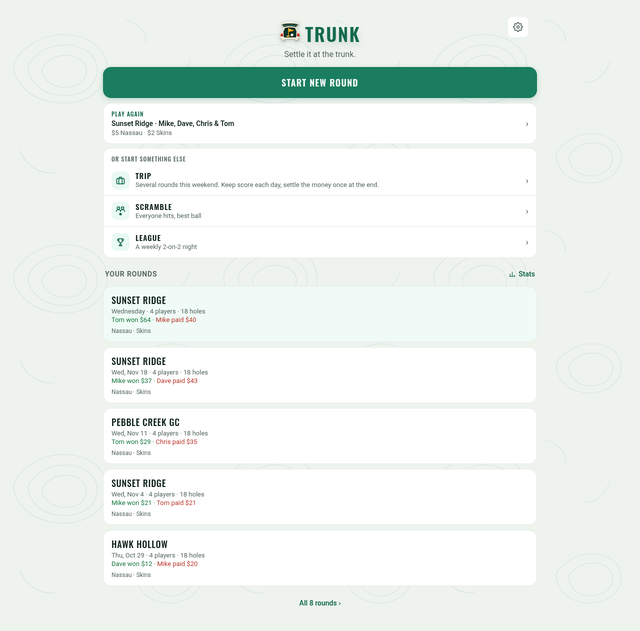 TRUNK
Settle it at the trunk.
START NEW ROUND
PLAY AGAIN
Sunset Ridge · Mike, Dave, Chris & Tom
$5 Nassau · $2 Skins
OR START SOMETHING ELSE
TRIP
Several rounds this weekend. Keep score each day, settle the money once at the end.
SCRAMBLE
Everyone hits, best ball
LEAGUE
A weekly 2-on-2 night
YOUR ROUNDS
Stats
SUNSET RIDGE
Wednesday · 4 players · 18 holes
Tom won $64 · Mike paid $40
Nassau · Skins
SUNSET RIDGE
Wed, Nov 18 · 4 players · 18 holes
Mike won $37 · Dave paid $43
Nassau · Skins
PEBBLE CREEK GC
Wed, Nov 11 · 4 players · 18 holes
Tom won $29 · Chris paid $35
Nassau · Skins
SUNSET RIDGE
Wed, Nov 4 · 4 players · 18 holes
Mike won $21 · Tom paid $21
Nassau · Skins
HAWK HOLLOW
Thu, Oct 29 · 4 players · 18 holes
Dave won $12 · Mike paid $20
Nassau · Skins
All 8 rounds ›